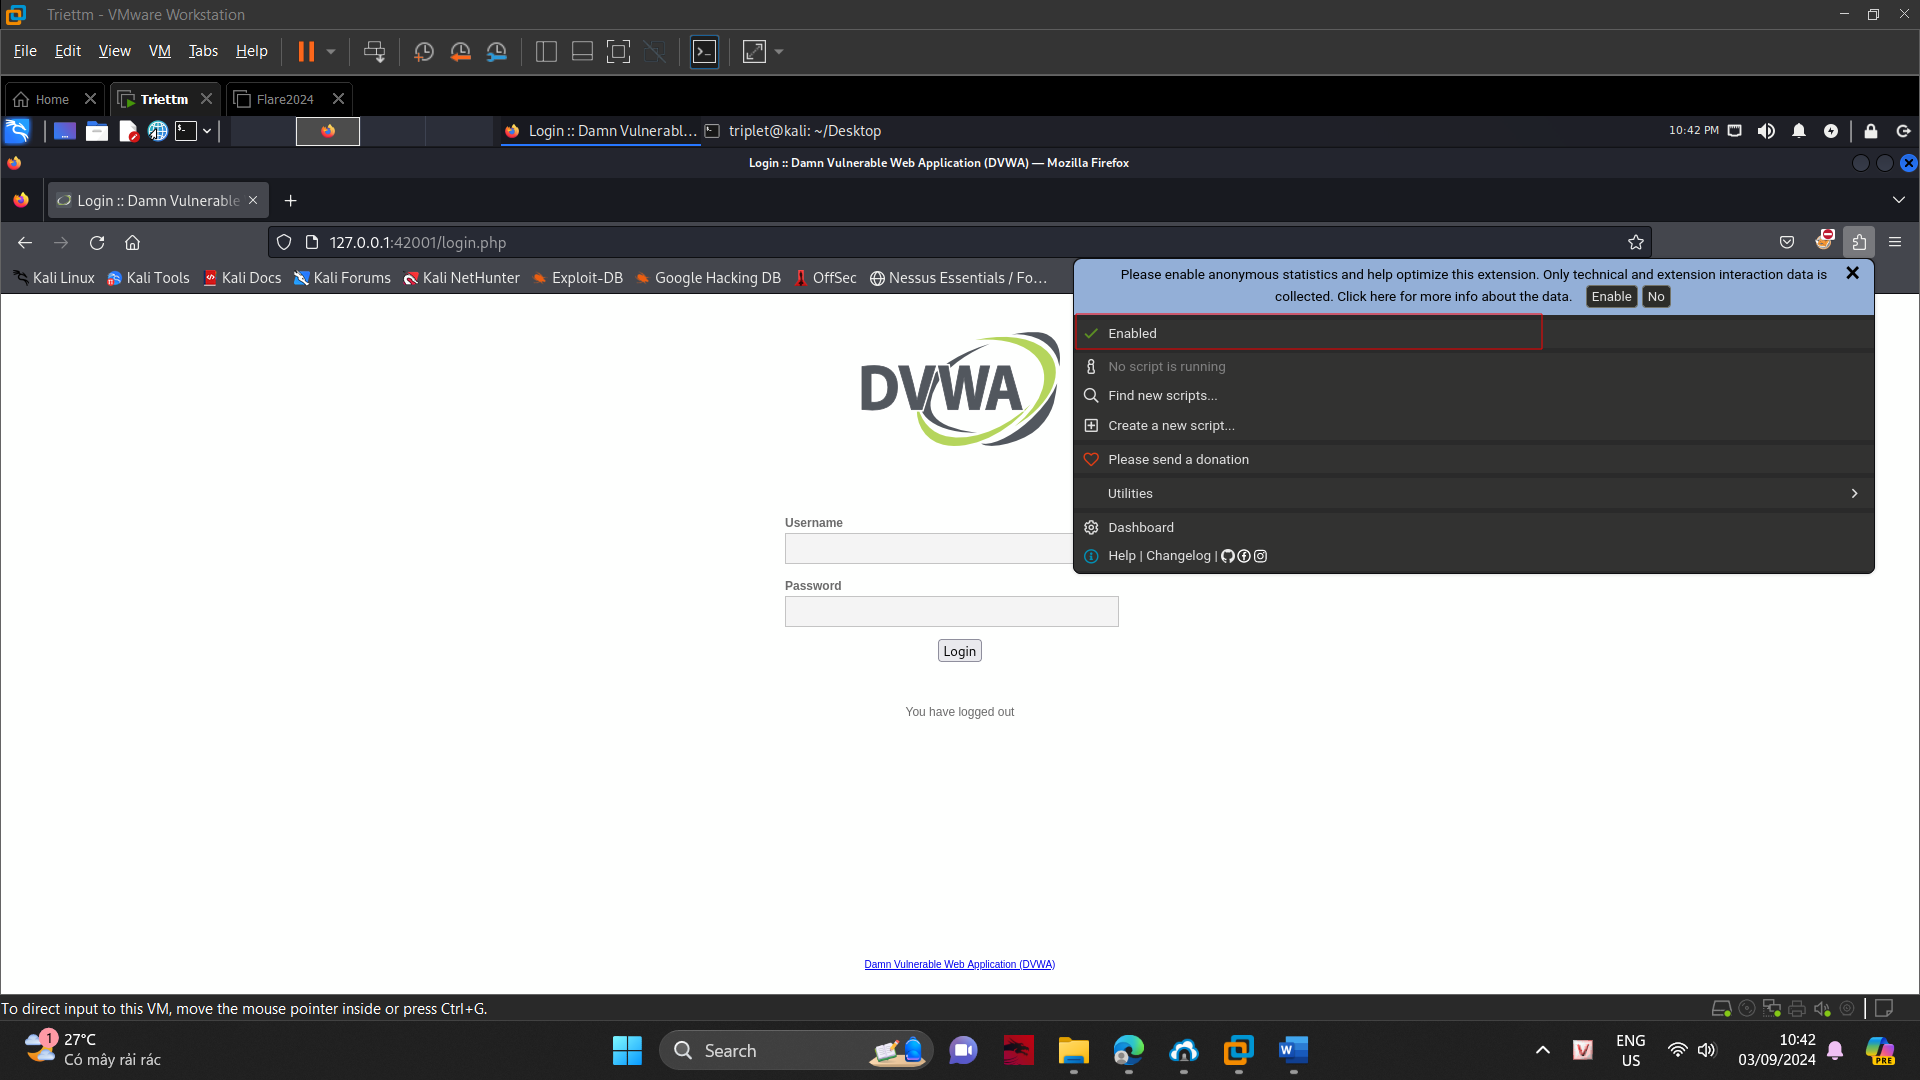 Triettm - VMware Workstation
File Edit View VM Tabs Help
Home Triettm Flare2024
Login :: Damn Vulnerabl... triplet@kali: ~/Desktop 10:42 PM
Login :: Damn Vulnerable Web Application (DVWA) — Mozilla Firefox
Login :: Damn Vulnerable
127.0.0.1:42001/login.php
Kali Linux Kali Tools Kali Docs Kali Forums Kali NetHunter Exploit-DB Google Hacking DB OffSec Nessus Essentials / Fo...
Please enable anonymous statistics and help optimize this extension. Only technical and extension interaction data is
collected. Click here for more info about the data. Enable No
Enabled
No script is running
Find new scripts...
Create a new script...
Please send a donation
Utilities
Dashboard
Help | Changelog |
DVWA
Username
Password
Login
You have logged out
Damn Vulnerable Web Application (DVWA)
To direct input to this VM, move the mouse pointer inside or press Ctrl+G.
1 27°C
Có mây rải rác
Search
V
ENG
US
10:42
03/09/2024
PRE